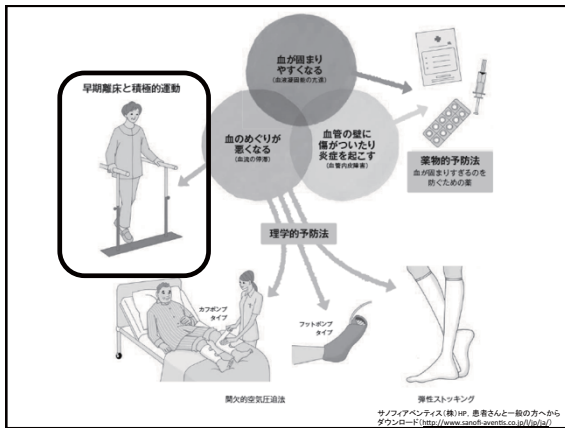 血が固まり
やすくなる
(血液凝固能の亢進)
早期離床と積極的運動
血のめぐりが
悪くなる
(血流の停滞)
血管の壁に
傷がついたり
炎症を起こす
(血管内皮障害)
薬物的予防法
血が固まりすぎるのを
防ぐための薬
理学的予防法
カフポンプ
タイプ
フットポンプ
タイプ
間欠的空気圧迫法
弾性ストッキング
サノフィアベンティス(株)HP, 患者さんと一般の方へから
ダウンロード(http://www.sanofi-aventis.co.jp/l/jp/ja/)